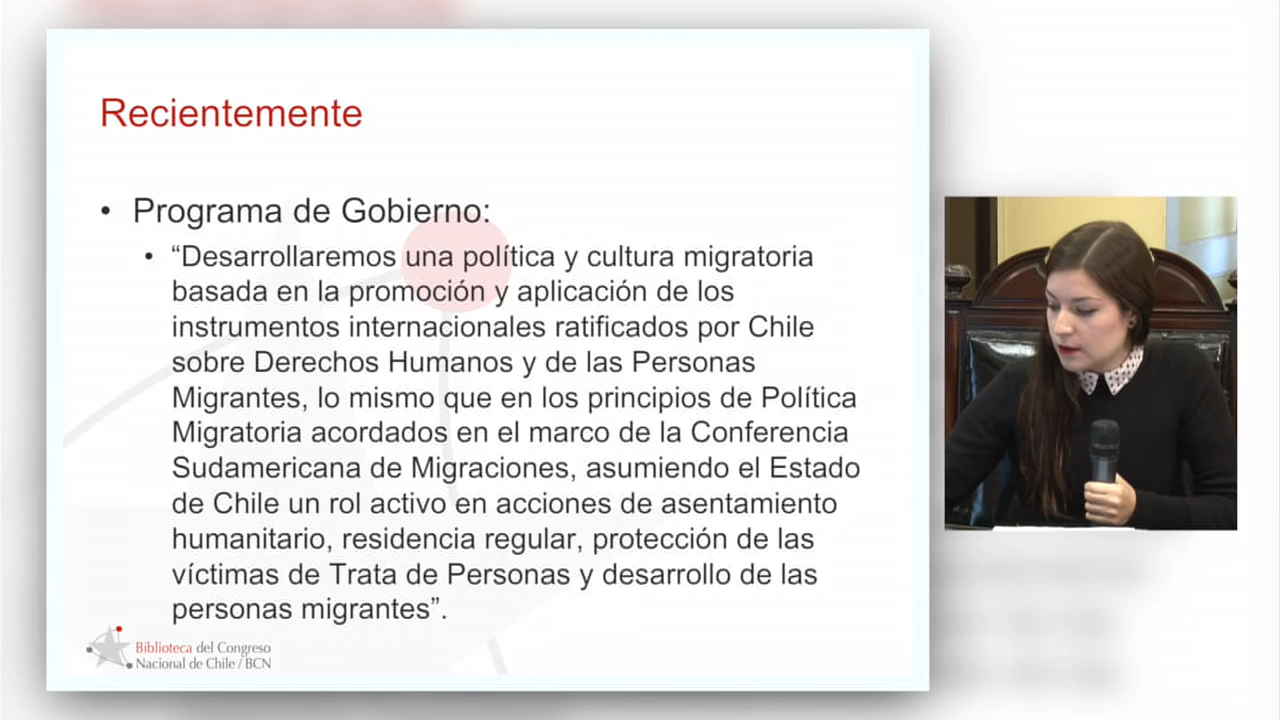 Recientemente
• Programa de Gobierno:
• “Desarrollaremos una política y cultura migratoria
basada en la promoción y aplicación de los
instrumentos internacionales ratificados por Chile
sobre Derechos Humanos y de las Personas
Migrantes, lo mismo que en los principios de Política
Migratoria acordados en el marco de la Conferencia
Sudamericana de Migraciones, asumiendo el Estado
de Chile un rol activo en acciones de asentamiento
humanitario, residencia regular, protección de las
víctimas de Trata de Personas y desarrollo de las
personas migrantes”.
Biblioteca del Congreso
Nacional de Chile / BCN